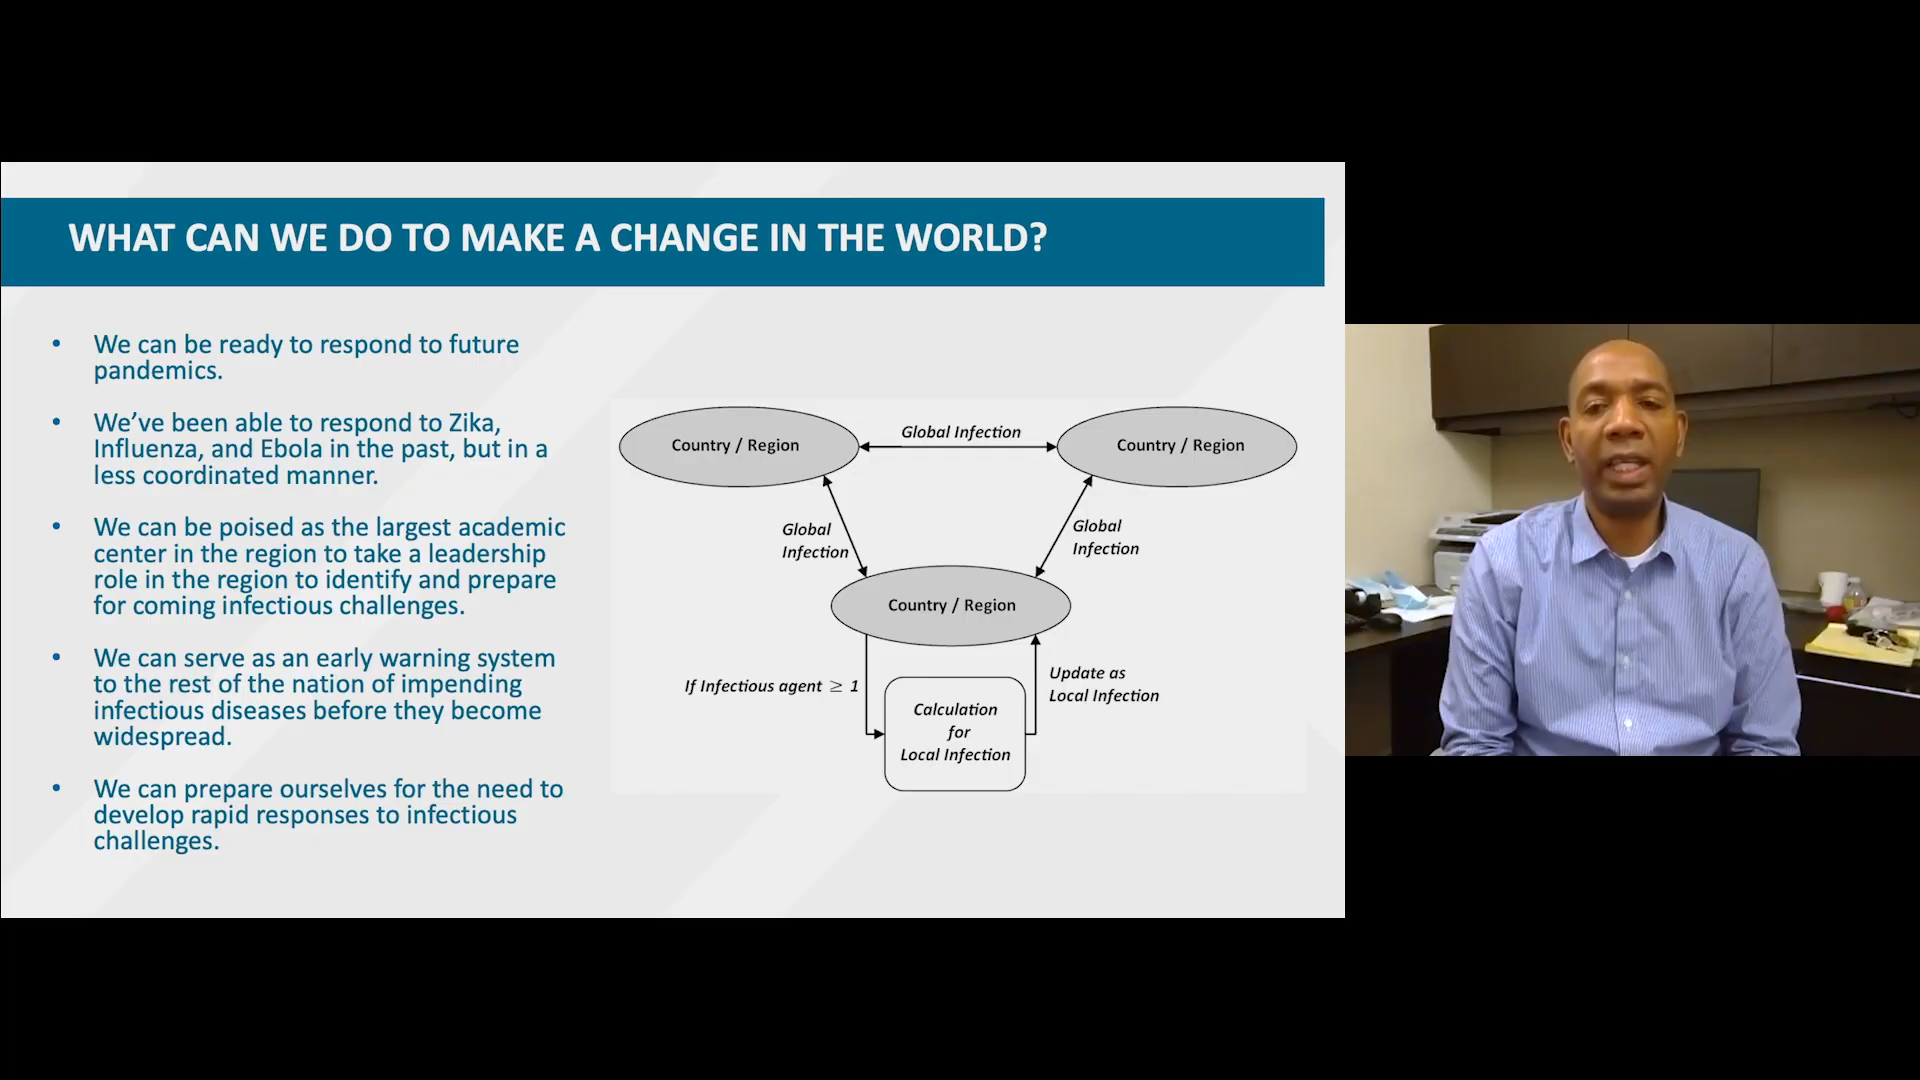 WHAT CAN WE DO TO MAKE A CHANGE IN THE WORLD?
• We can be ready to respond to future
pandemics.
• We’ve been able to respond to Zika,
Influenza, and Ebola in the past, but in a
less coordinated manner.
• We can be poised as the largest academic
center in the region to take a leadership
role in the region to identify and prepare
for coming infectious challenges.
• We can serve as an early warning system
to the rest of the nation of impending
infectious diseases before they become
widespread.
• We can prepare ourselves for the need to
develop rapid responses to infectious
challenges.
Country / Region
Global Infection
Country / Region
Global
Infection
Global
Infection
Country / Region
If Infectious agent ≥ 1
Update as
Local Infection
Calculation
for
Local Infection